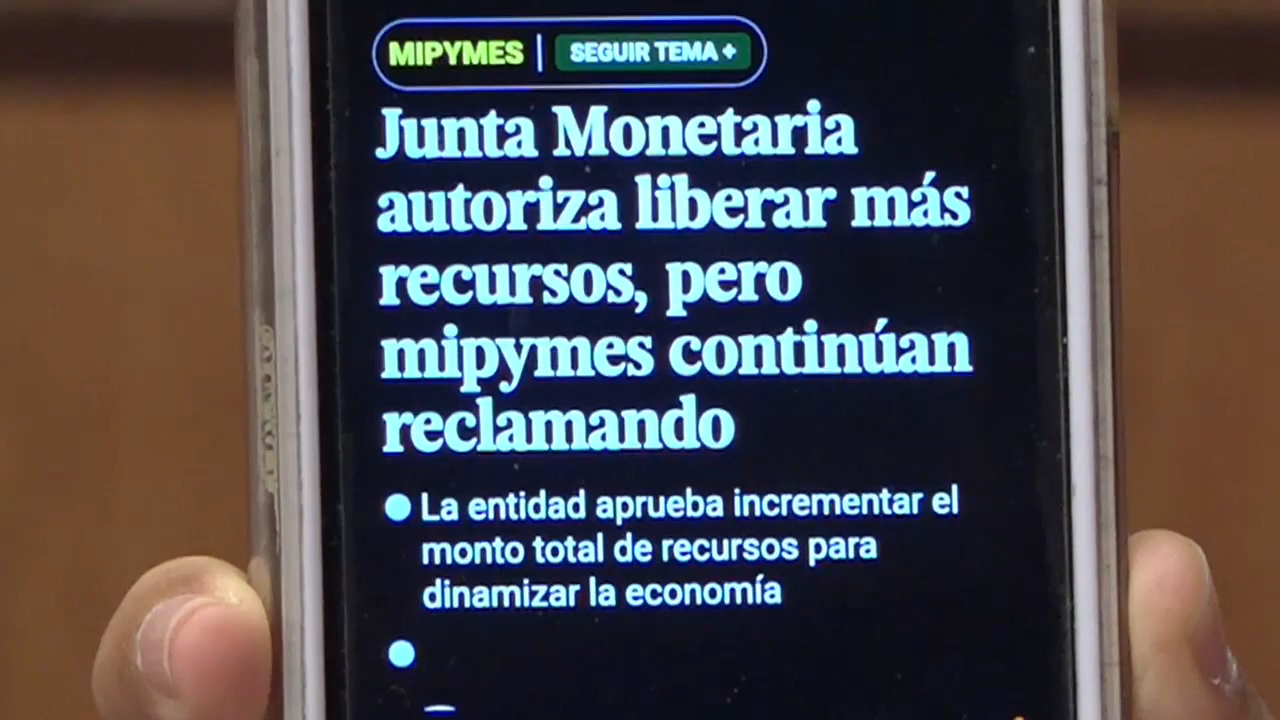 MIPYMES | SEGUIR TEMA +
Junta Monetaria
autoriza liberar más
recursos, pero
mipymes continúan
reclamando
● La entidad aprueba incrementar el
monto total de recursos para
dinamizar la economía
●